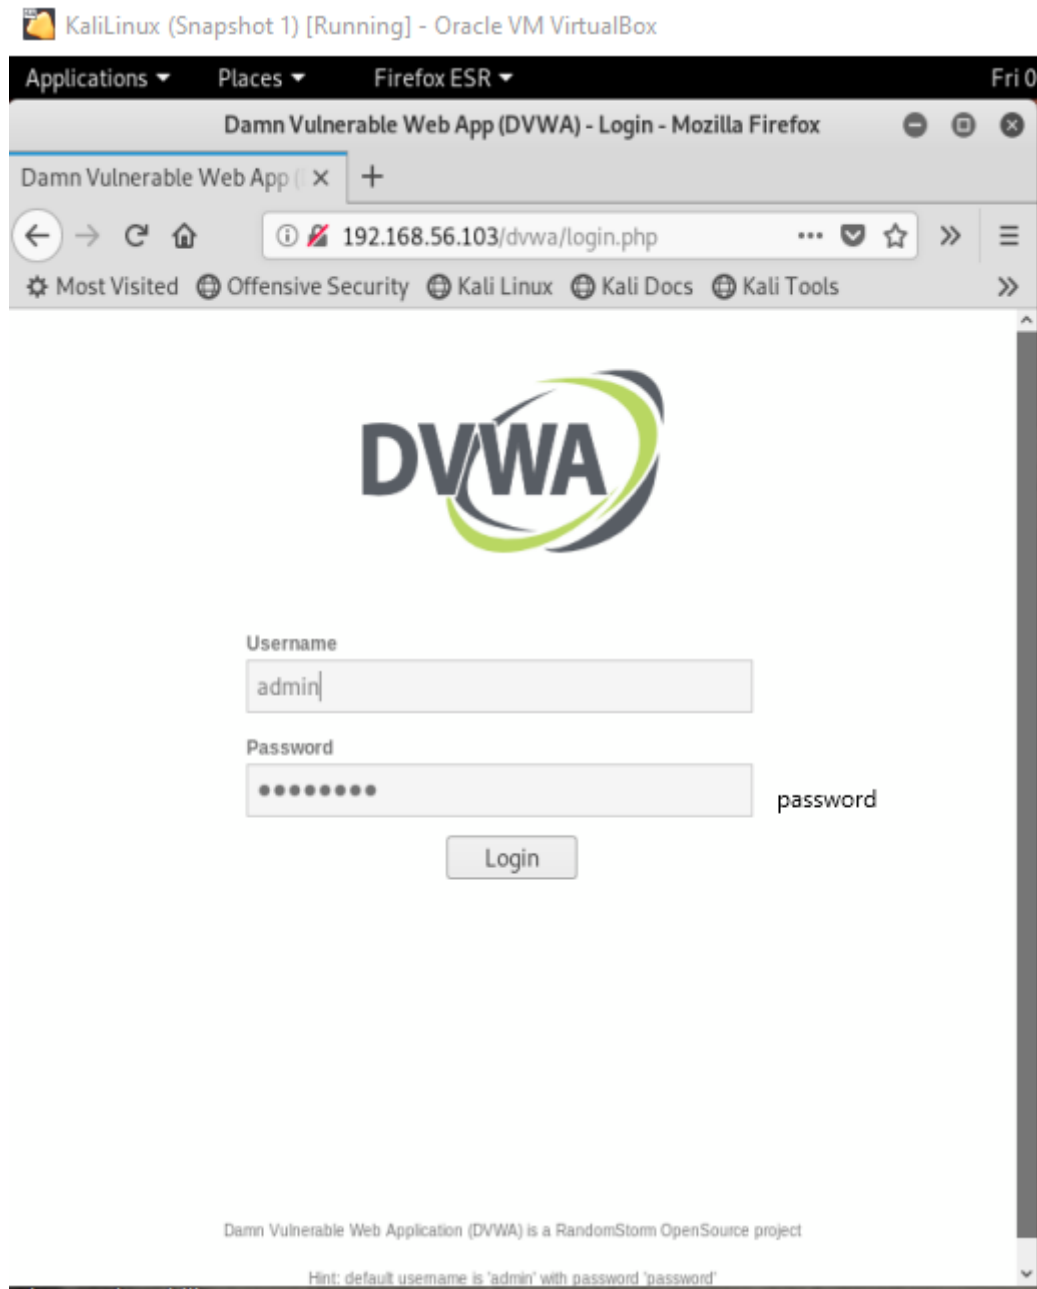 KaliLinux (Snapshot 1) [Running] - Oracle VM VirtualBox
Applications Places Firefox ESR Fri 0
Damn Vulnerable Web App (DVWA) - Login - Mozilla Firefox
Damn Vulnerable Web App (
192.168.56.103/dvwa/login.php
Most Visited Offensive Security Kali Linux Kali Docs Kali Tools
DVWA
Username
admin
Password
••••••••
password
Login
Damn Vulnerable Web Application (DVWA) is a RandomStorm OpenSource project
Hint: default username is 'admin' with password 'password'